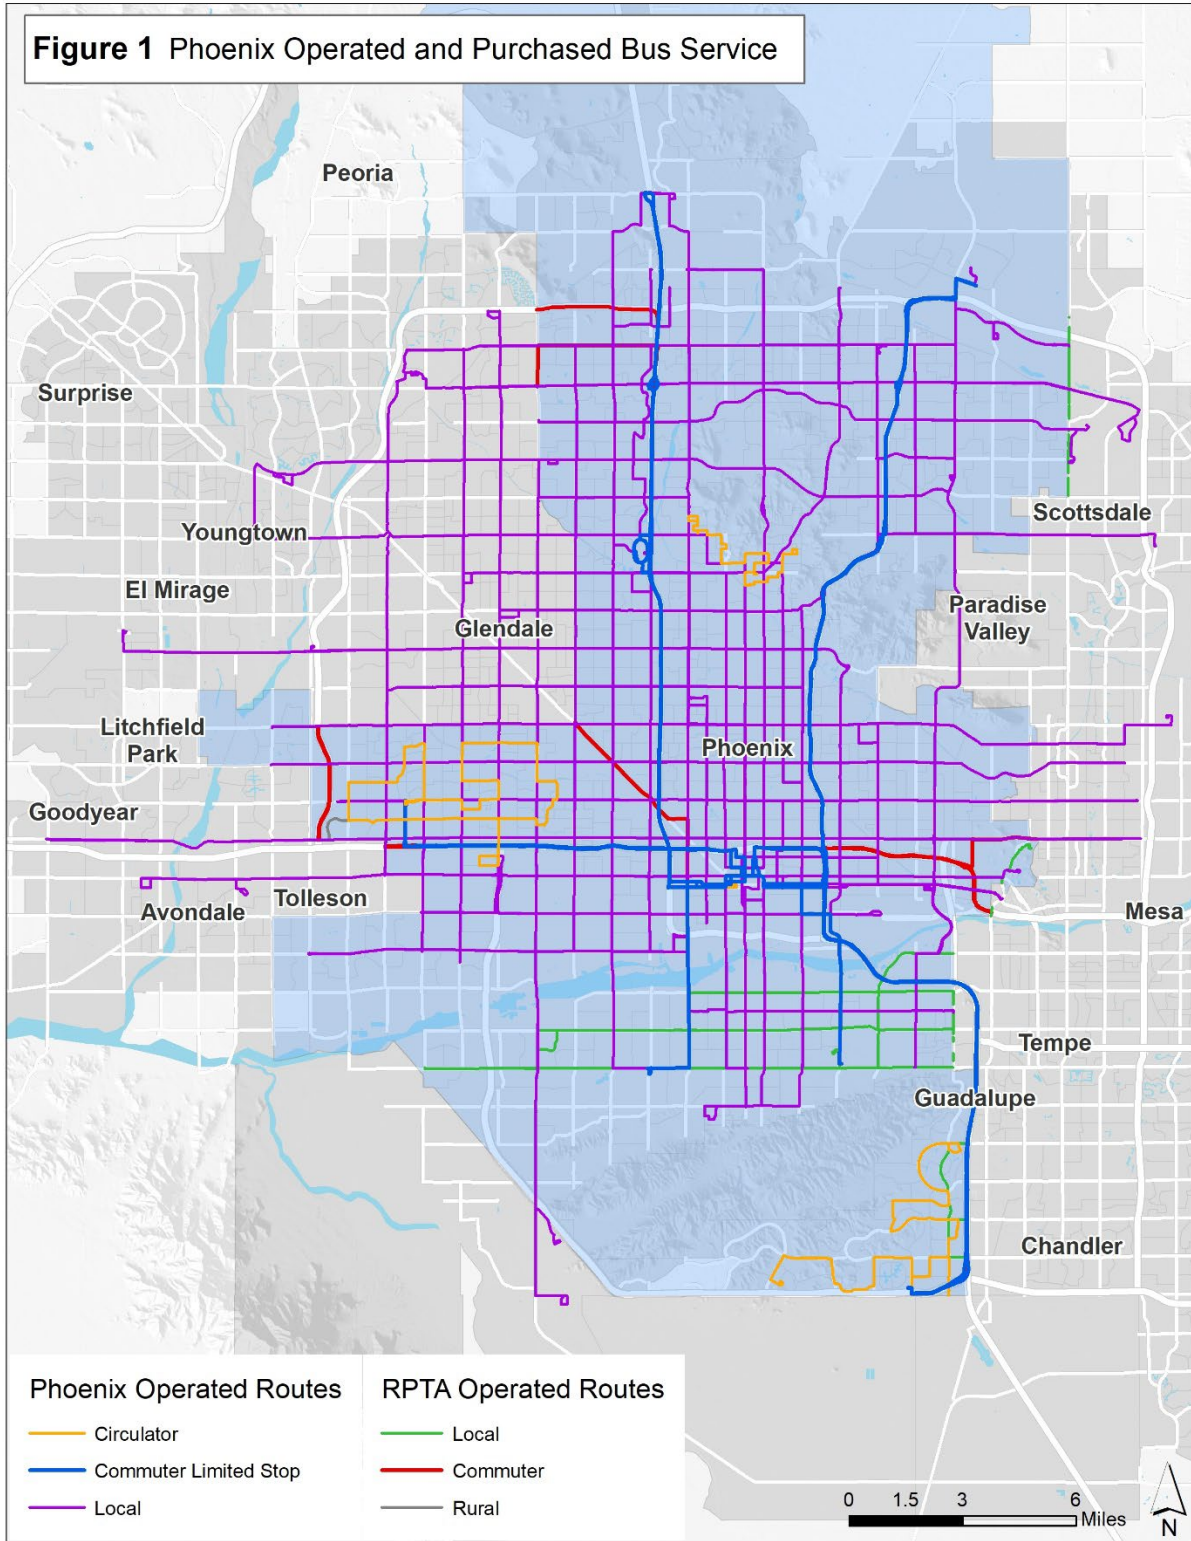 Figure 1 Phoenix Operated and Purchased Bus Service
Peoria
Surprise
Youngtown
Scottsdale
El Mirage
Paradise
Valley
Glendale
Litchfield
Park
Phoenix
Goodyear
Tolleson
Avondale
Mesa
Tempe
Guadalupe
Chandler
Phoenix Operated Routes
Circulator
Commuter Limited Stop
Local
RPTA Operated Routes
Local
Commuter
Rural
0 1.5 3 6
Miles
N